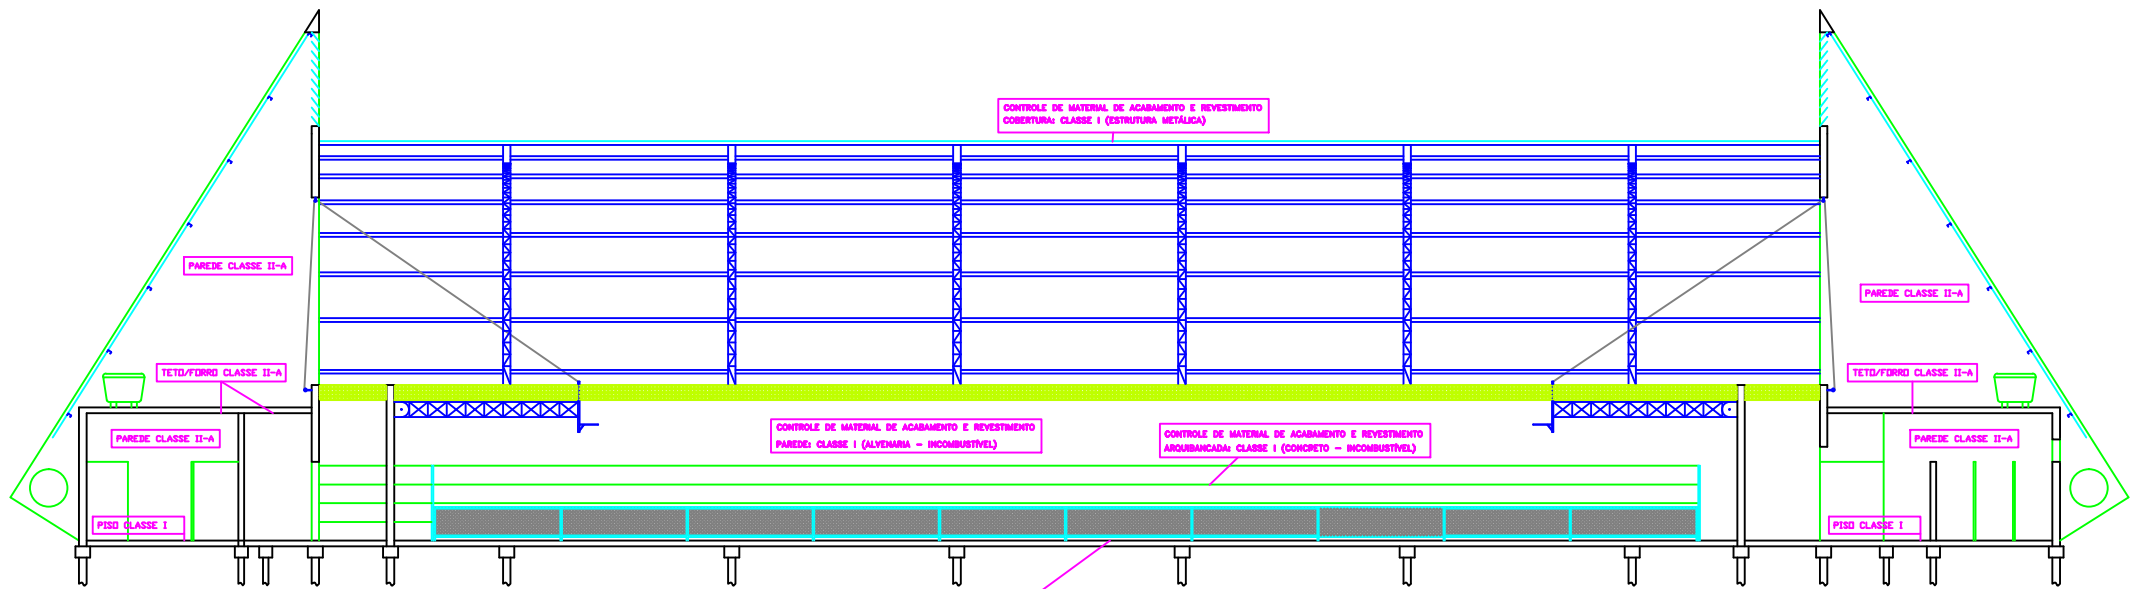 CONTROLE DE MATERIAL DE ACABAMENTO E REVESTIMENTO
COBERTURA: CLASSE I (ESTRUTURA METÁLICA)
PAREDE CLASSE II-A
PAREDE CLASSE II-A
TETO/FORRO CLASSE II-A
TETO/FORRO CLASSE II-A
CONTROLE DE MATERIAL DE ACABAMENTO E REVESTIMENTO
PAREDE: CLASSE I (ALVENARIA - INCOMBUSTÍVEL)
CONTROLE DE MATERIAL DE ACABAMENTO E REVESTIMENTO
ARQUIBANCADA: CLASSE I (CONCRETO - INCOMBUSTÍVEL)
PAREDE CLASSE II-A
PAREDE CLASSE II-A
PISO CLASSE I
PISO CLASSE I